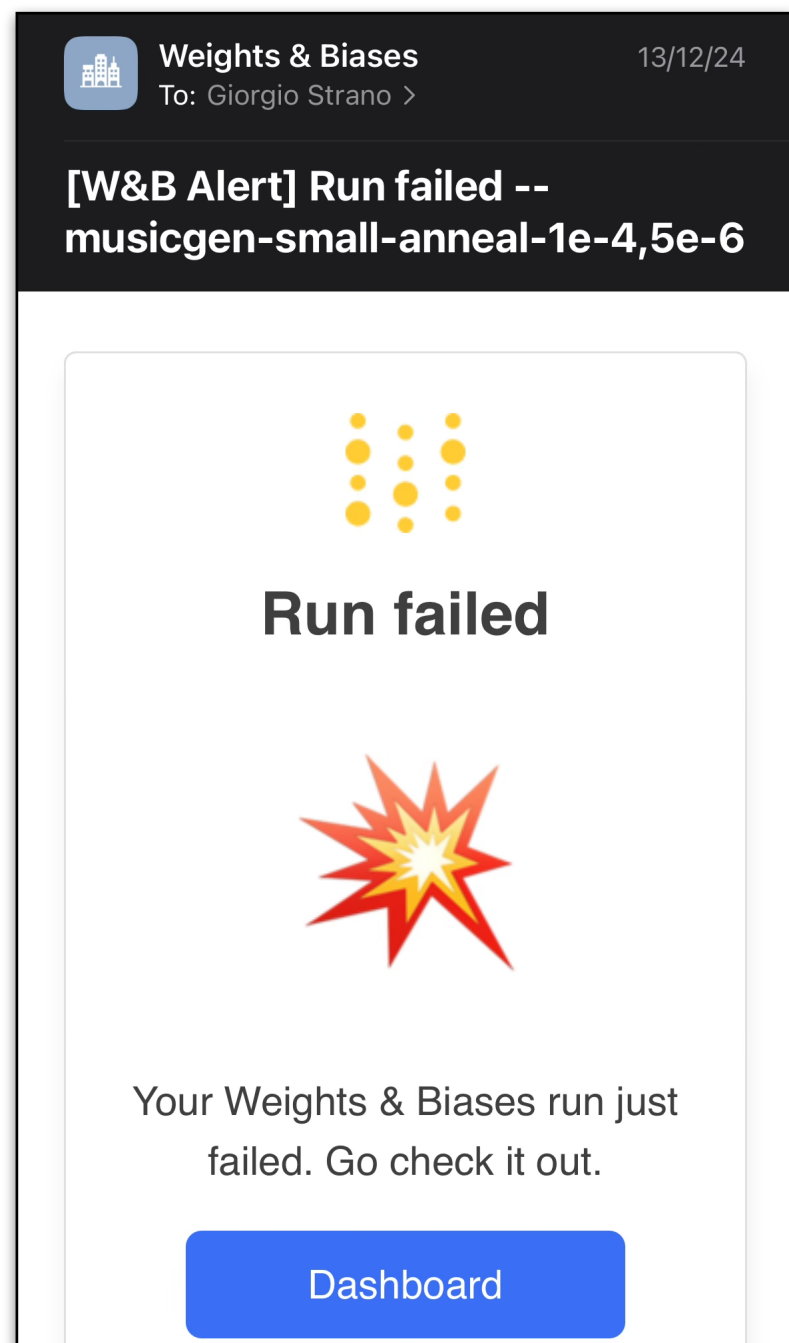 Weights & Biases
13/12/24
To: Giorgio Strano >
[W&B Alert] Run failed --
musicgen-small-anneal-1e-4,5e-6
Run failed
Your Weights & Biases run just
failed. Go check it out.
Dashboard